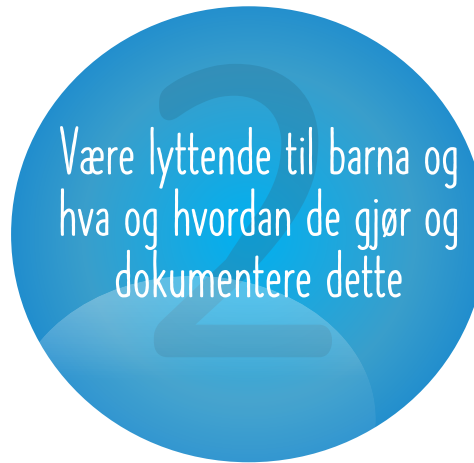 2
Være lyttende til barna og
hva og hvordan de gjør og
dokumentere dette